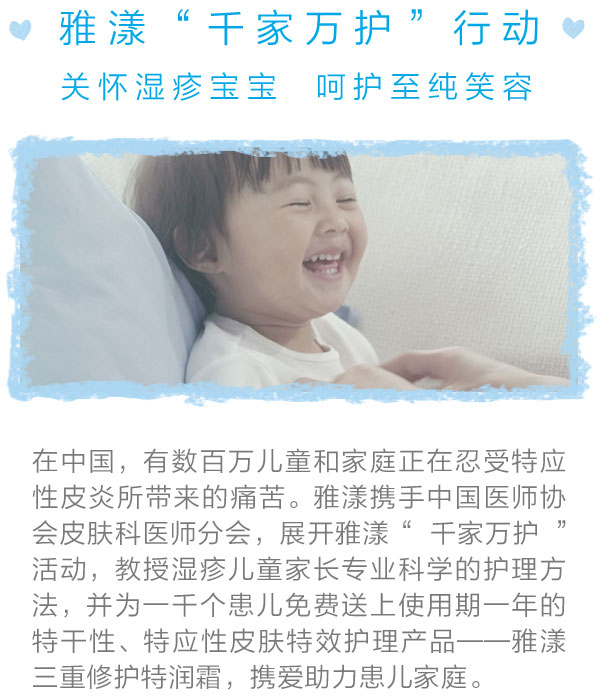 雅漾“千家万护”行动
关怀湿疹宝宝 呵护至纯笑容
在中国，有数百万儿童和家庭正在忍受特应
性皮炎所带来的痛苦。雅漾携手中国医师协
会皮肤科医师分会，展开雅漾“ 千家万护 ”
活动，教授湿疹儿童家长专业科学的护理方
法，并为一千个患儿免费送上使用期一年的
特干性、特应性皮肤特效护理产品——雅漾
三重修护特润霜，携爱助力患儿家庭。